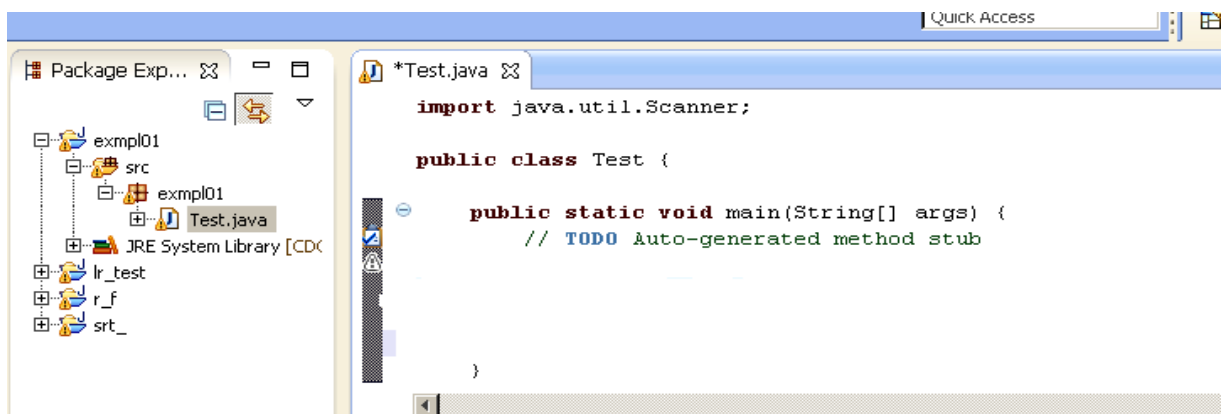 Quick Access
Package Exp...
exmpl01
src
exmpl01
Test.java
JRE System Library [CDC
lr_test
r_f
srt_
*Test.java
import java.util.Scanner;
public class Test {
public static void main(String[] args) {
// TODO Auto-generated method stub
}